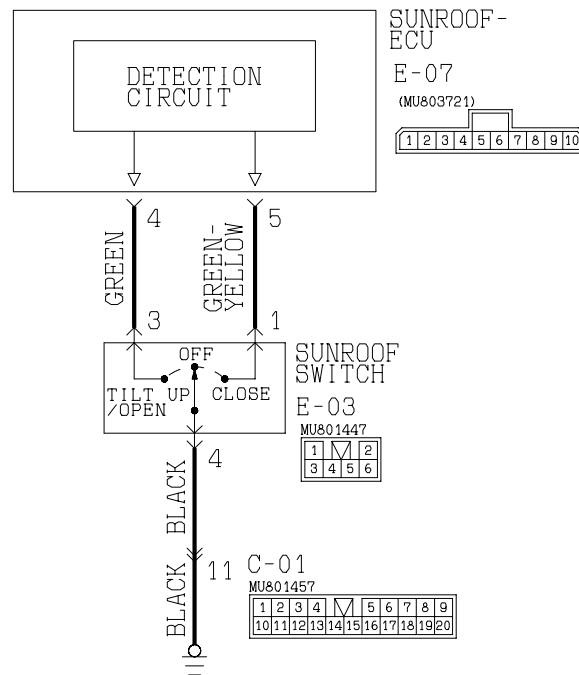 SUNROOF-
ECU
E-07
(MU803721)
1 2 3 4 5 6 7 8 9 10
DETECTION
CIRCUIT
4
5
GREEN
GREEN-
YELLOW
3
1
OFF
TILT UP
/OPEN
CLOSE
SUNROOF
SWITCH
E-03
MU801447
1 2
3 4 5 6
4
BLACK
11
C-01
MU801457
1 2 3 4 5 6 7 8 9
10 11 12 13 14 15 16 17 18 19 20
BLACK